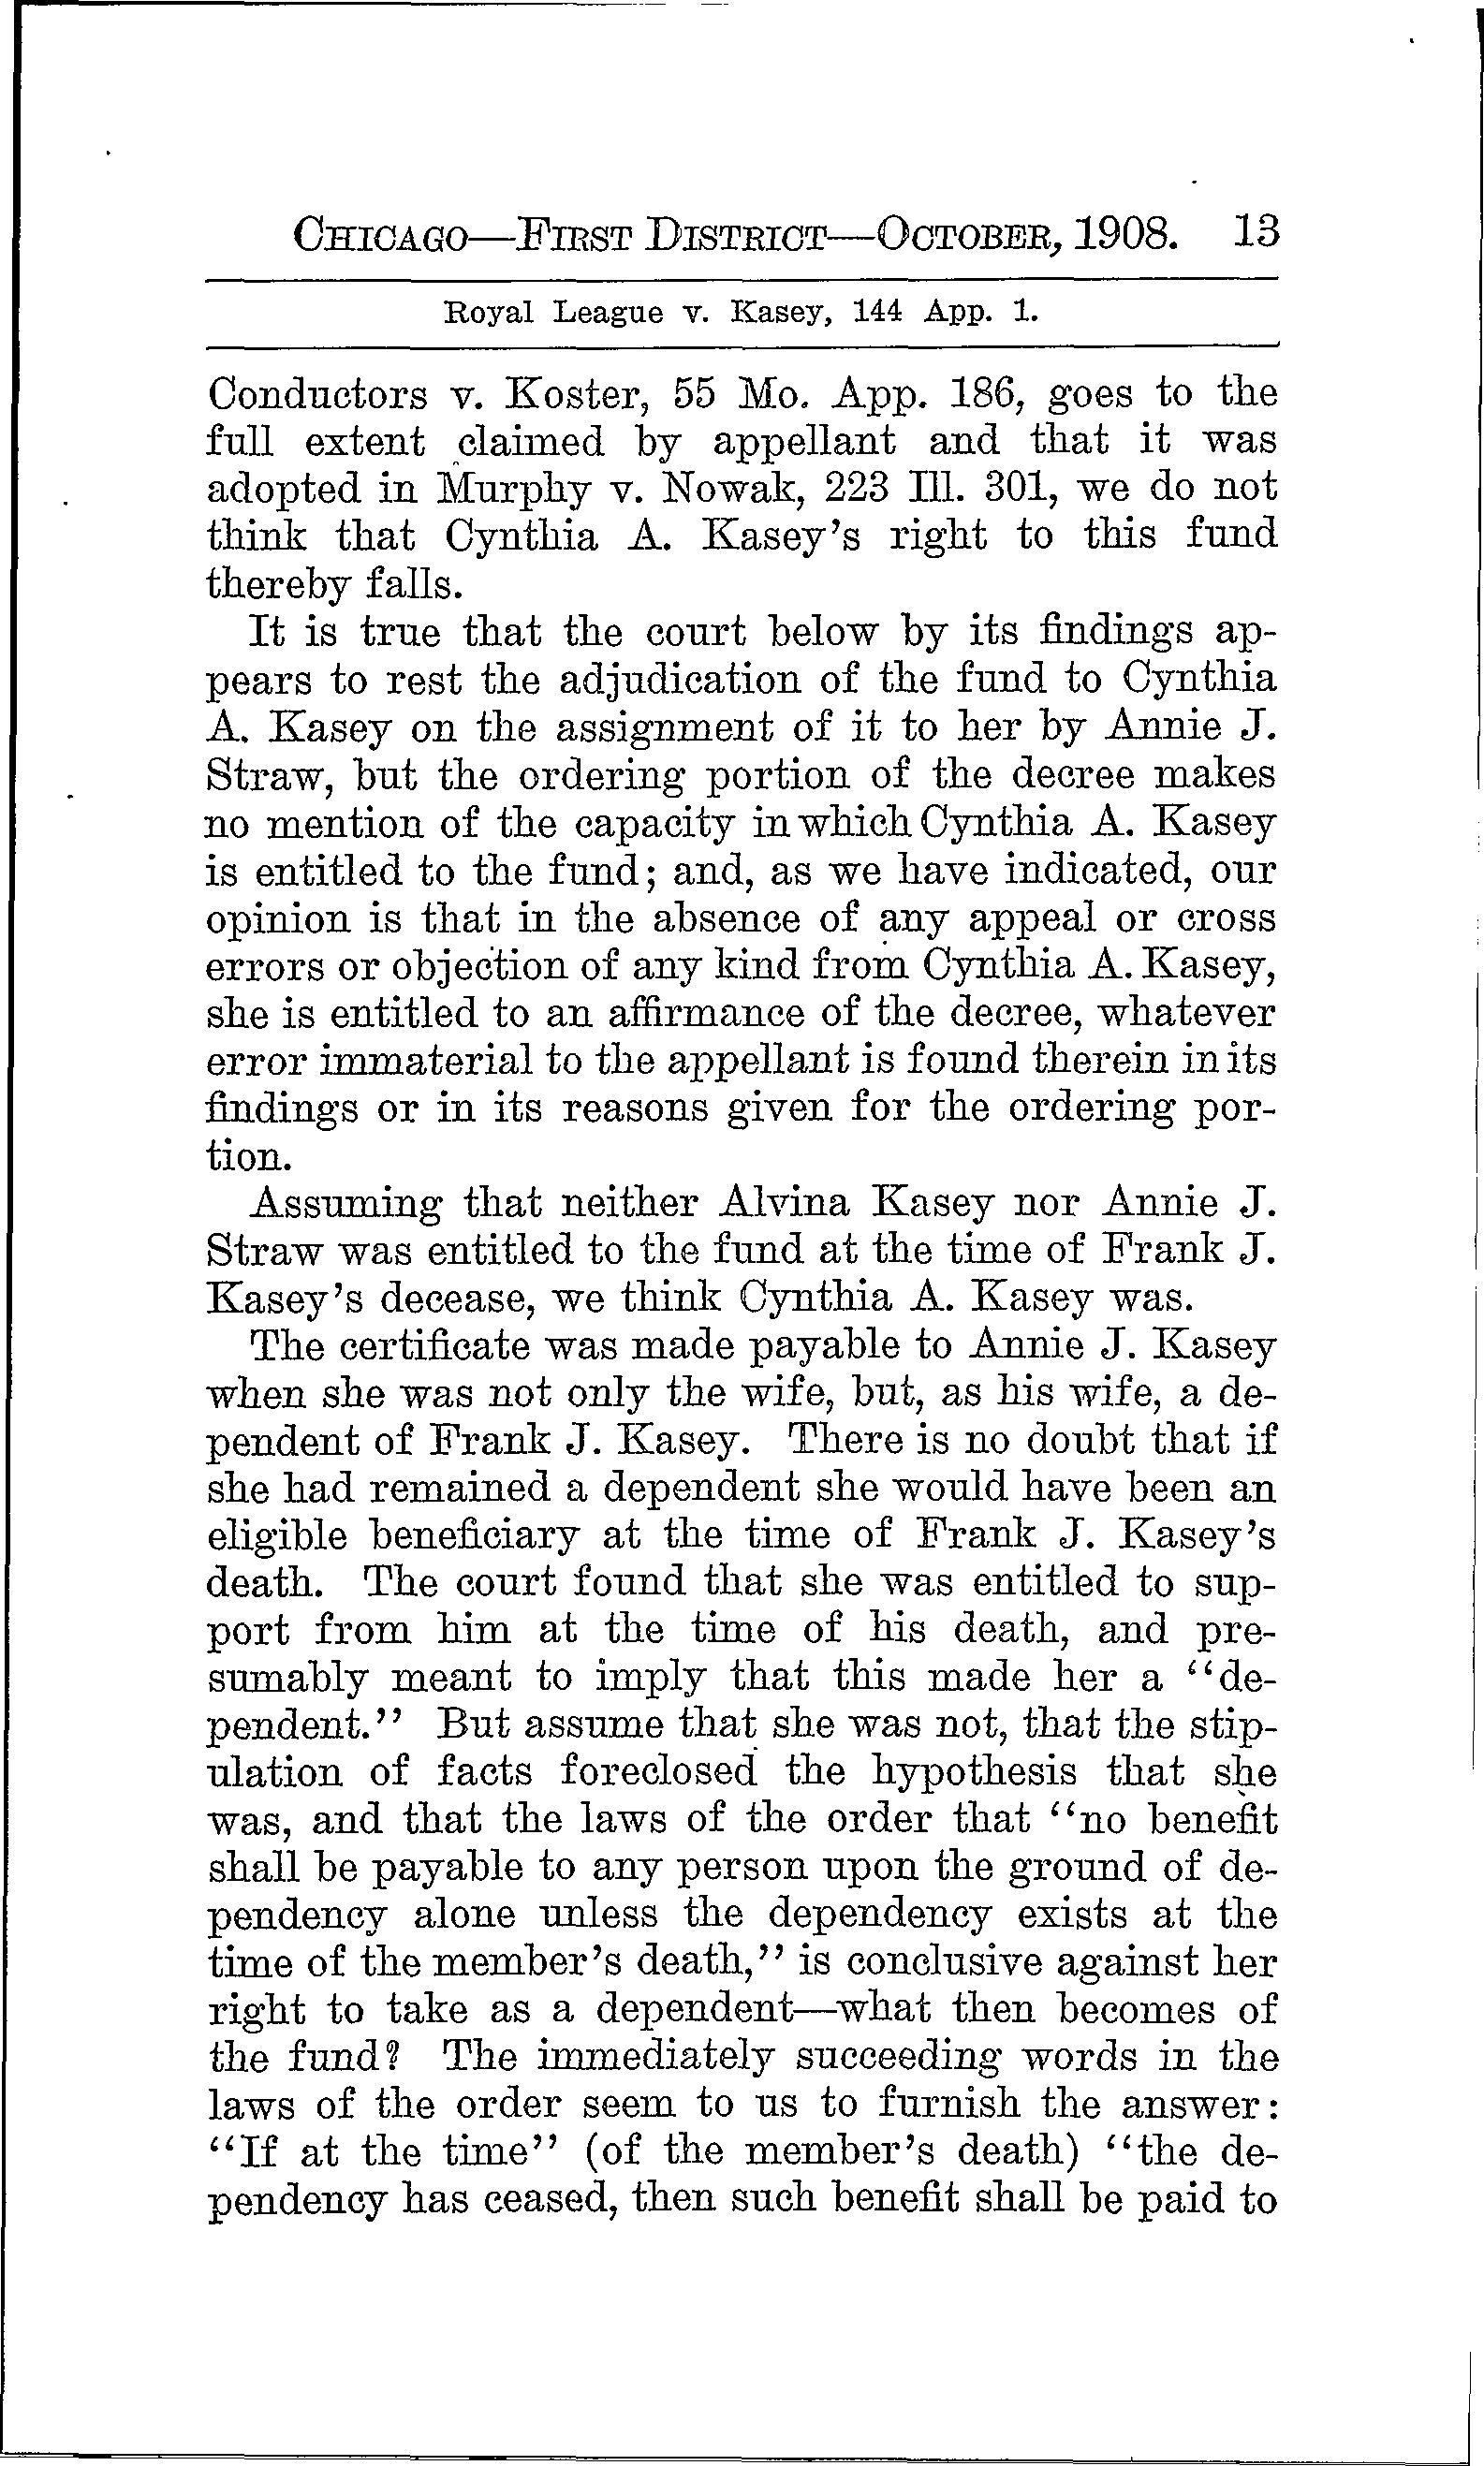 CHICAGO—FIRST DISTRICT—OCTOBER, 1908. 13
Royal League v. Kasey, 144 App. 1.
Conductors v. Koster, 55 Mo. App. 186, goes to the
full extent claimed by appellant and that it was
adopted in Murphy v. Nowak, 223 Ill. 301, we do not
think that Cynthia A. Kasey's right to this fund
thereby falls.
It is true that the court below by its findings ap-
pears to rest the adjudication of the fund to Cynthia
A. Kasey on the assignment of it to her by Annie J.
Straw, but the ordering portion of the decree makes
no mention of the capacity in which Cynthia A. Kasey
is entitled to the fund; and, as we have indicated, our
opinion is that in the absence of any appeal or cross
errors or objection of any kind from Cynthia A. Kasey,
she is entitled to an affirmance of the decree, whatever
error immaterial to the appellant is found therein in its
findings or in its reasons given for the ordering por-
tion.
Assuming that neither Alvina Kasey nor Annie J.
Straw was entitled to the fund at the time of Frank J.
Kasey's decease, we think Cynthia A. Kasey was.
The certificate was made payable to Annie J. Kasey
when she was not only the wife, but, as his wife, a de-
pendent of Frank J. Kasey. There is no doubt that if
she had remained a dependent she would have been an
eligible beneficiary at the time of Frank J. Kasey's
death. The court found that she was entitled to sup-
port from him at the time of his death, and pre-
sumably meant to imply that this made her a "de-
pendent." But assume that she was not, that the stip-
ulation of facts foreclosed the hypothesis that she
was, and that the laws of the order that "no benefit
shall be payable to any person upon the ground of de-
pendency alone unless the dependency exists at the
time of the member's death," is conclusive against her
right to take as a dependent—what then becomes of
the fund? The immediately succeeding words in the
laws of the order seem to us to furnish the answer:
"If at the time" (of the member's death) "the de-
pendency has ceased, then such benefit shall be paid to